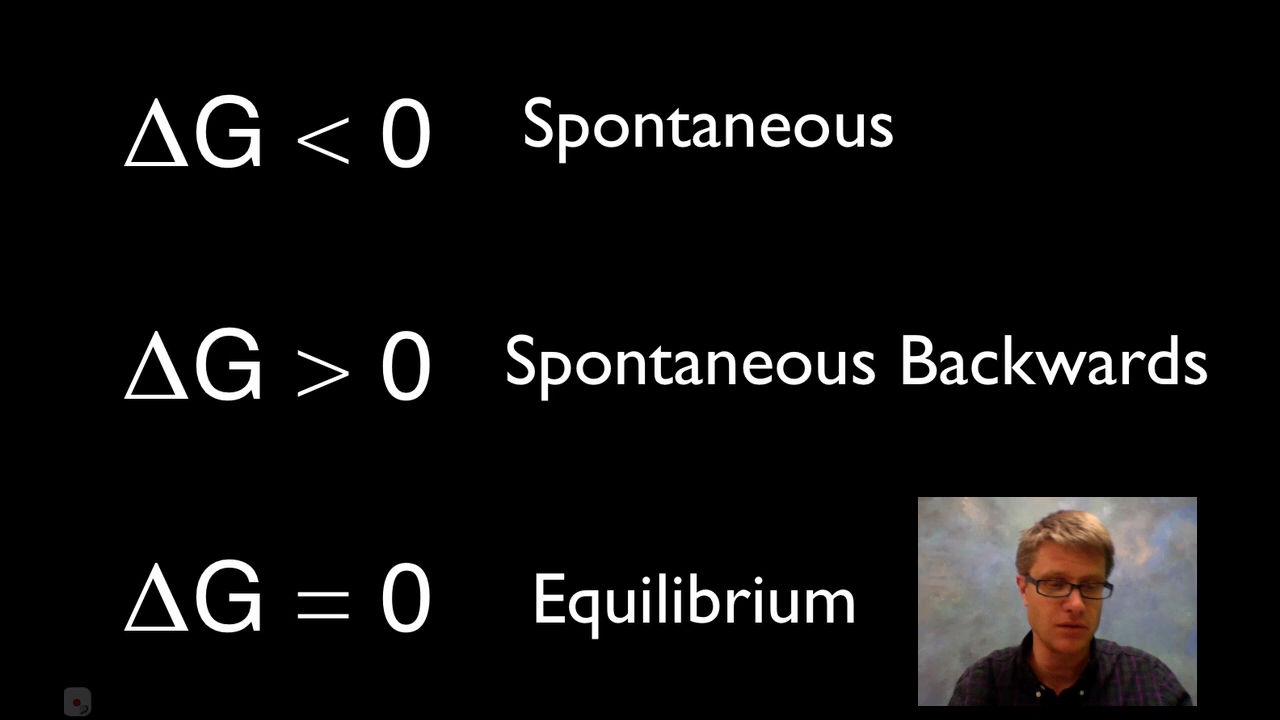 ΔG < 0 Spontaneous
ΔG > 0 Spontaneous Backwards
ΔG = 0 Equilibrium